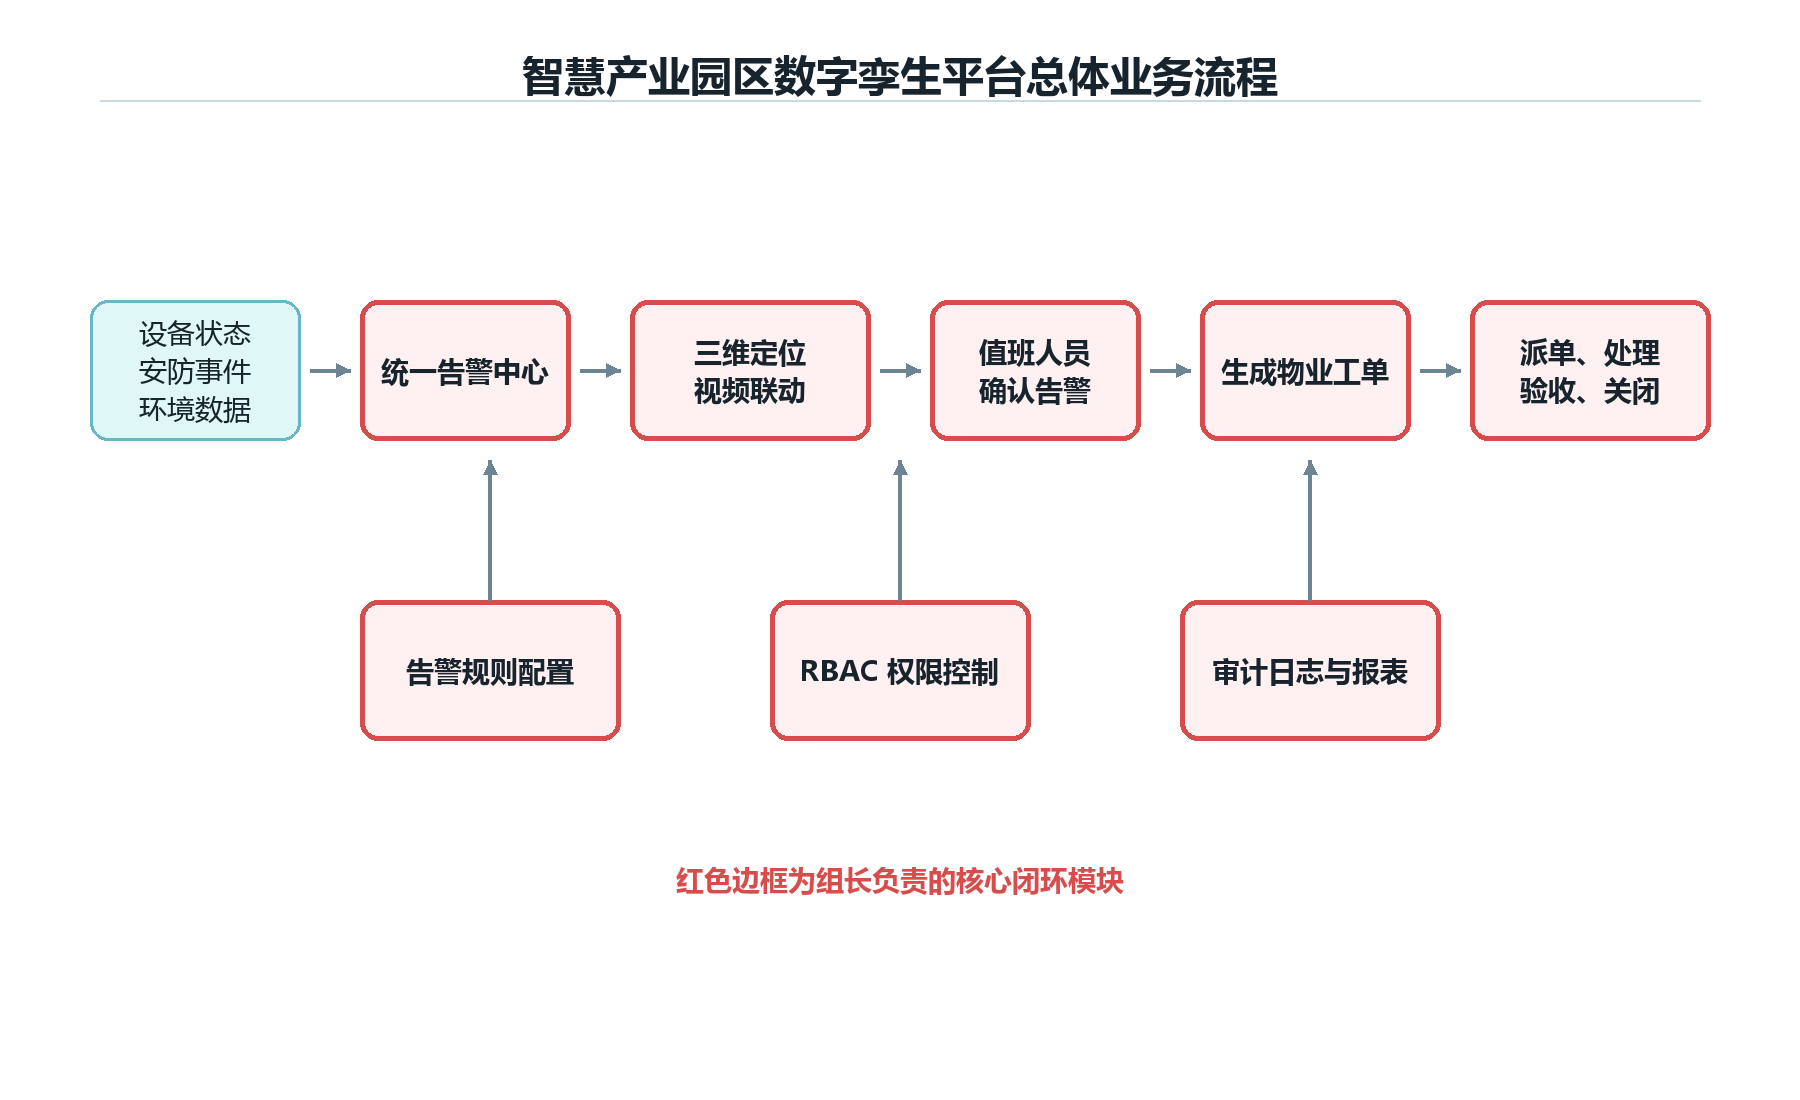 智慧产业园区数字孪生平台总体业务流程
设备状态
安防事件
环境数据
统一告警中心
三维定位
视频联动
值班人员
确认告警
生成物业工单
派单、处理
验收、关闭
告警规则配置
RBAC 权限控制
审计日志与报表
红色边框为组长负责的核心闭环模块